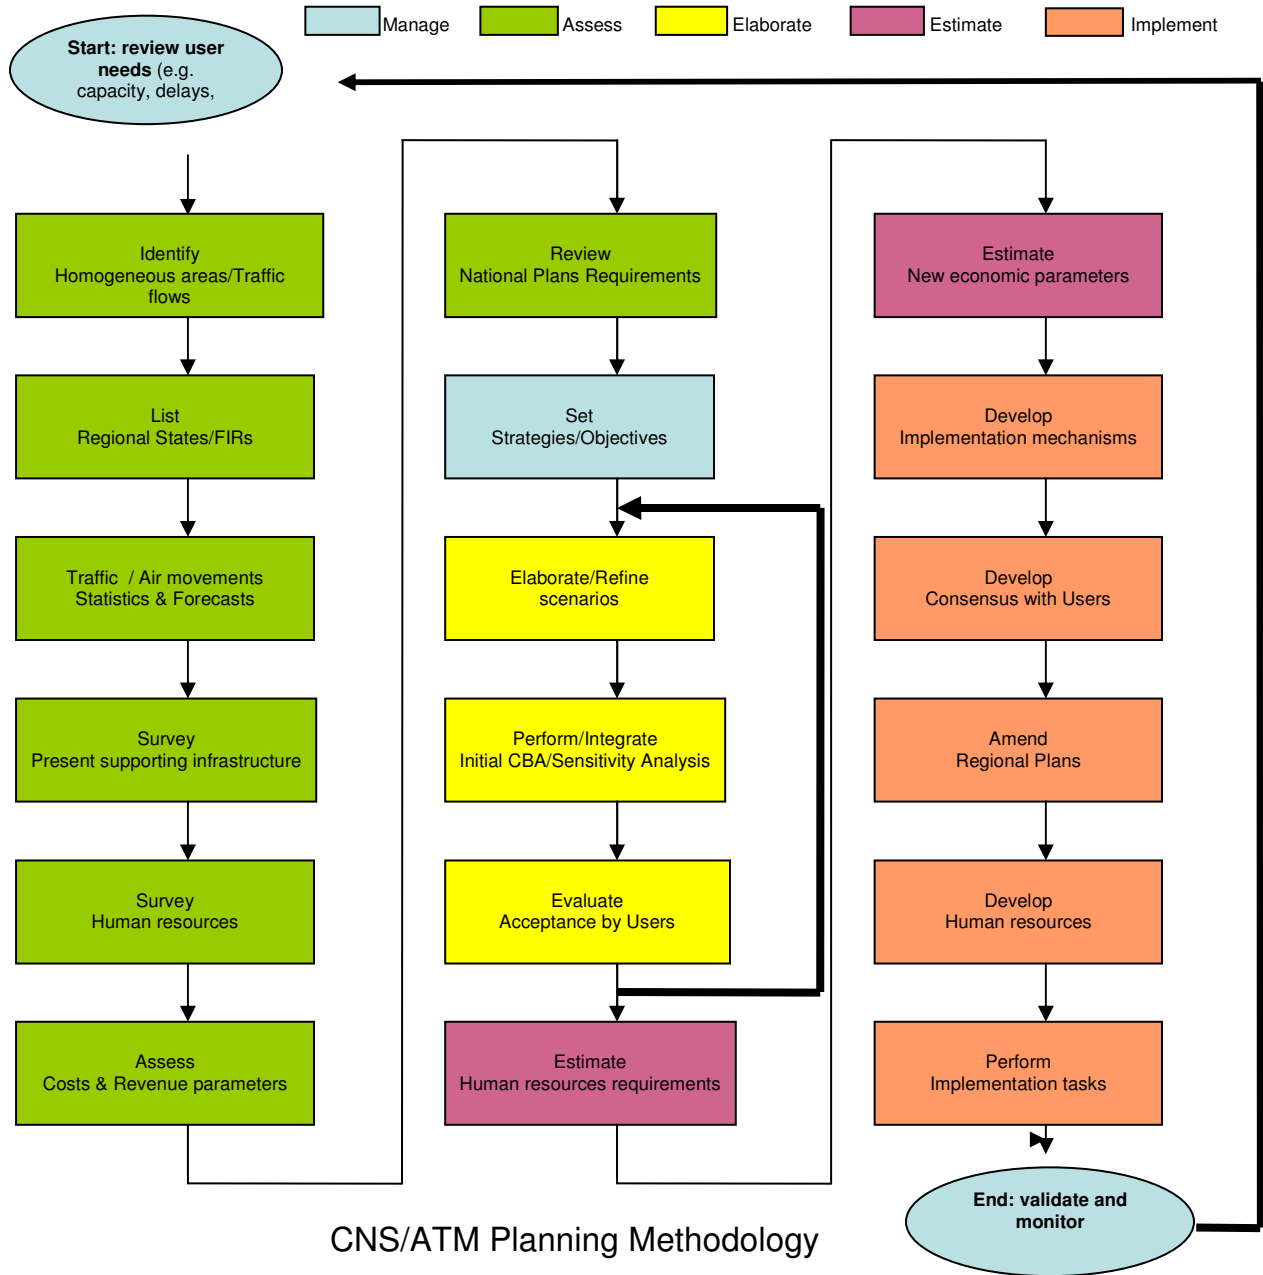 Manage
Assess
Elaborate
Estimate
Implement
Start: review user
needs (e.g.
capacity, delays,
Identify
Homogeneous areas/Traffic
flows
List
Regional States/FIRs
Traffic / Air movements
Statistics & Forecasts
Survey
Present supporting infrastructure
Survey
Human resources
Assess
Costs & Revenue parameters
Review
National Plans Requirements
Set
Strategies/Objectives
Elaborate/Refine
scenarios
Perform/Integrate
Initial CBA/Sensitivity Analysis
Evaluate
Acceptance by Users
Estimate
Human resources requirements
Estimate
New economic parameters
Develop
Implementation mechanisms
Develop
Consensus with Users
Amend
Regional Plans
Develop
Human resources
Perform
Implementation tasks
End: validate and
monitor
CNS/ATM Planning Methodology